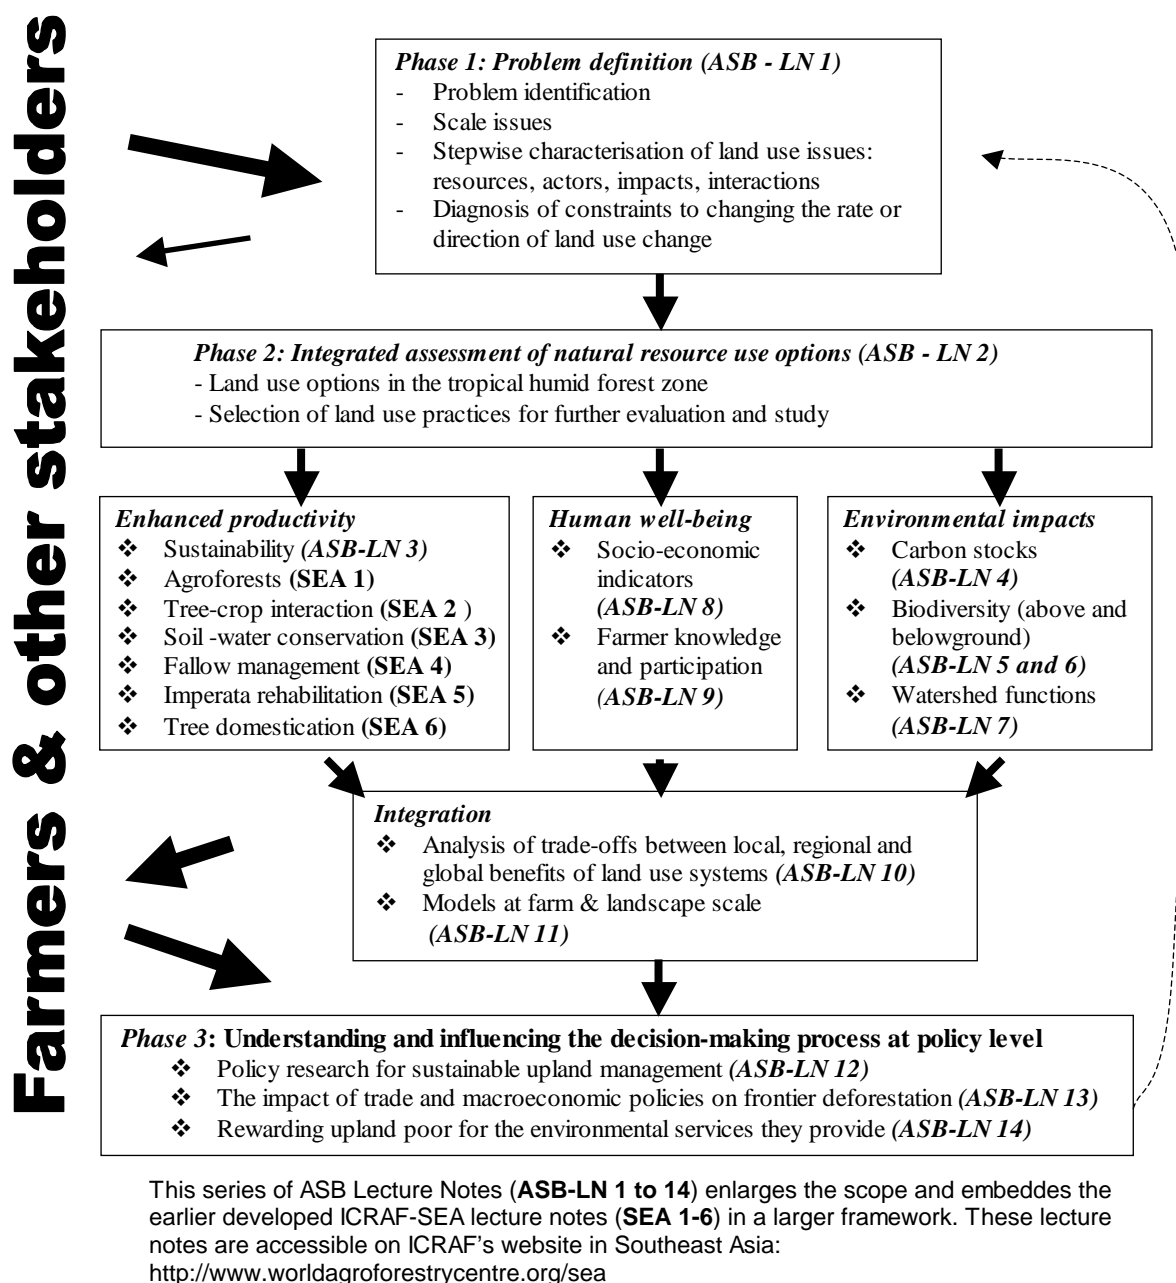 Farmers & other stakeholders
Phase 1: Problem definition (ASB - LN 1)
- Problem identification
- Scale issues
- Stepwise characterisation of land use issues:
resources, actors, impacts, interactions
- Diagnosis of constraints to changing the rate or
direction of land use change
Phase 2: Integrated assessment of natural resource use options (ASB - LN 2)
- Land use options in the tropical humid forest zone
- Selection of land use practices for further evaluation and study
Enhanced productivity
❖ Sustainability (ASB-LN 3)
❖ Agroforests (SEA 1)
❖ Tree-crop interaction (SEA 2 )
❖ Soil -water conservation (SEA 3)
❖ Fallow management (SEA 4)
❖ Imperata rehabilitation (SEA 5)
❖ Tree domestication (SEA 6)
Human well-being
❖ Socio-economic
indicators
(ASB-LN 8)
❖ Farmer knowledge
and participation
(ASB-LN 9)
Environmental impacts
❖ Carbon stocks
(ASB-LN 4)
❖ Biodiversity (above and
belowground)
(ASB-LN 5 and 6)
❖ Watershed functions
(ASB-LN 7)
Integration
❖ Analysis of trade-offs between local, regional and
global benefits of land use systems (ASB-LN 10)
❖ Models at farm & landscape scale
(ASB-LN 11)
Phase 3: Understanding and influencing the decision-making process at policy level
❖ Policy research for sustainable upland management (ASB-LN 12)
❖ The impact of trade and macroeconomic policies on frontier deforestation (ASB-LN 13)
❖ Rewarding upland poor for the environmental services they provide (ASB-LN 14)
This series of ASB Lecture Notes (ASB-LN 1 to 14) enlarges the scope and embeddes the
earlier developed ICRAF-SEA lecture notes (SEA 1-6) in a larger framework. These lecture
notes are accessible on ICRAF's website in Southeast Asia:
http://www.worldagroforestrycentre.org/sea